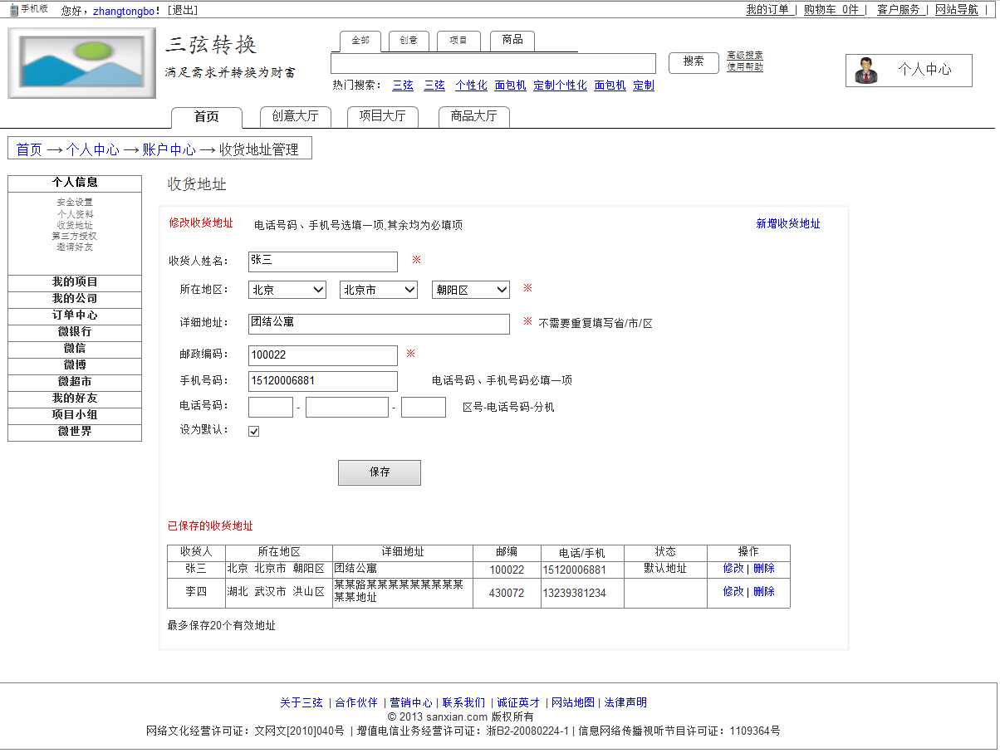 手机版 您好，zhangtongbo！[退出] 我的订单 | 购物车 0件 | 客户服务 | 网站导航 |
三弦转换
满足需求并转换为财富
全部 创意 项目 商品
搜索 高级搜索
使用帮助
热门搜索： 三弦 三弦 个性化 面包机 定制个性化 面包机 定制
个人中心
首页 创意大厅 项目大厅 商品大厅
首页 → 个人中心 → 账户中心 → 收货地址管理
个人信息
安全设置
个人资料
收货地址
第三方授权
邀请好友
我的项目
我的公司
订单中心
微银行
微信
微博
微超市
我的好友
项目小组
微世界
收货地址
修改收货地址 电话号码、手机号选填一项,其余均为必填项 新增收货地址
收货人姓名： 张三 ※
所在地区： 北京 北京市 朝阳区 ※
详细地址： 团结公寓 ※ 不需要重复填写省/市/区
邮政编码： 100022 ※
手机号码： 15120006881 电话号码、手机号码必填一项
电话号码： - - 区号-电话号码-分机
设为默认：
保存
已保存的收货地址
收货人 所在地区 详细地址 邮编 电话/手机 状态 操作
张三 北京 北京市 朝阳区 团结公寓 100022 15120006881 默认地址 修改 | 删除
李四 湖北 武汉市 洪山区 某某路某某某某某某某某某某某地址 430072 13239381234 修改 | 删除
最多保存20个有效地址
关于三弦 | 合作伙伴 | 营销中心 | 联系我们 | 诚征英才 | 网站地图 | 法律声明
© 2013 sanxian.com 版权所有
网络文化经营许可证：文网文[2010]040号 | 增值电信业务经营许可证：浙B2-20080224-1 | 信息网络传播视听节目许可证：1109364号